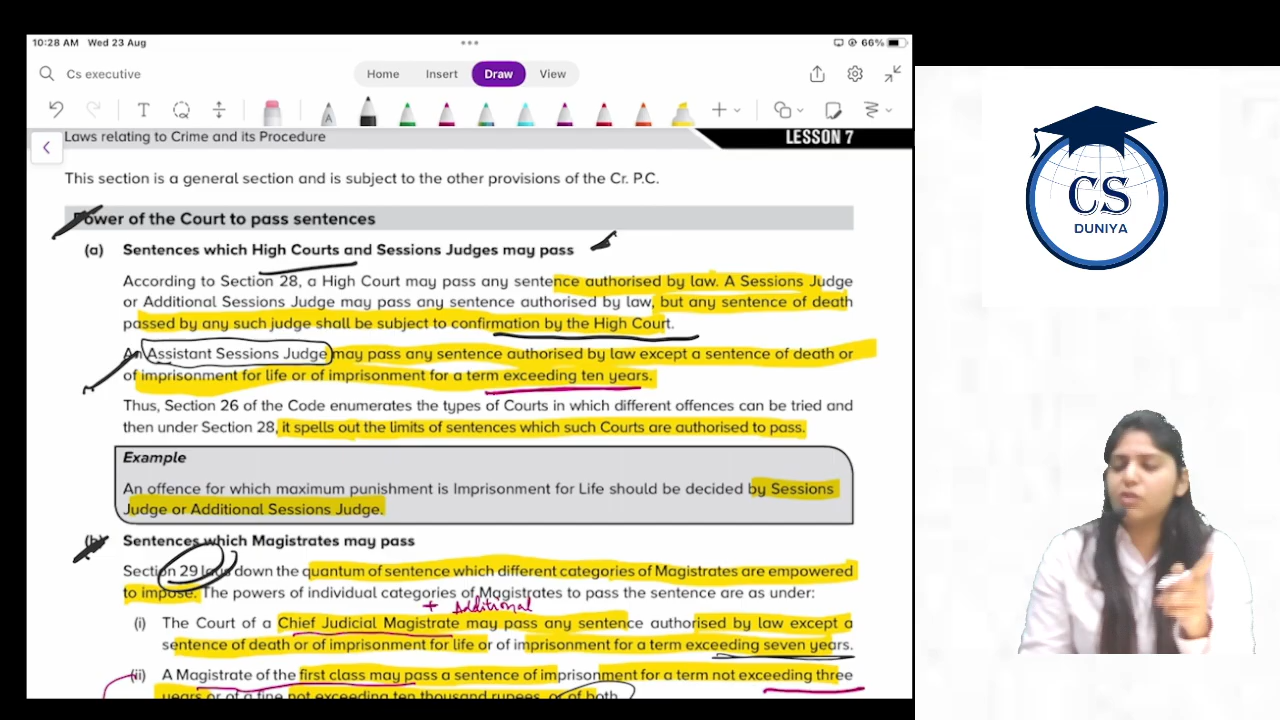 10:28 AM Wed 23 Aug
66%
Cs executive
Home Insert Draw View
Laws relating to Crime and its Procedure
LESSON 7
This section is a general section and is subject to the other provisions of the Cr. P.C.
Power of the Court to pass sentences
(a) Sentences which High Courts and Sessions Judges may pass
According to Section 28, a High Court may pass any sentence authorised by law. A Sessions Judge
or Additional Sessions Judge may pass any sentence authorised by law, but any sentence of death
passed by any such judge shall be subject to confirmation by the High Court.
An Assistant Sessions Judge may pass any sentence authorised by law except a sentence of death or
of imprisonment for life or of imprisonment for a term exceeding ten years.
Thus, Section 26 of the Code enumerates the types of Courts in which different offences can be tried and
then under Section 28, it spells out the limits of sentences which such Courts are authorised to pass.
Example
An offence for which maximum punishment is Imprisonment for Life should be decided by Sessions
Judge or Additional Sessions Judge.
(b) Sentences which Magistrates may pass
Section 29 lays down the quantum of sentence which different categories of Magistrates are empowered
to impose. The powers of individual categories of Magistrates to pass the sentence are as under:
+ Additional
(i) The Court of a Chief Judicial Magistrate may pass any sentence authorised by law except a
sentence of death or of imprisonment for life or of imprisonment for a term exceeding seven years.
(ii) A Magistrate of the first class may pass a sentence of imprisonment for a term not exceeding three
years or of a fine not exceeding ten thousand rupees, or of both
CS
DUNIYA